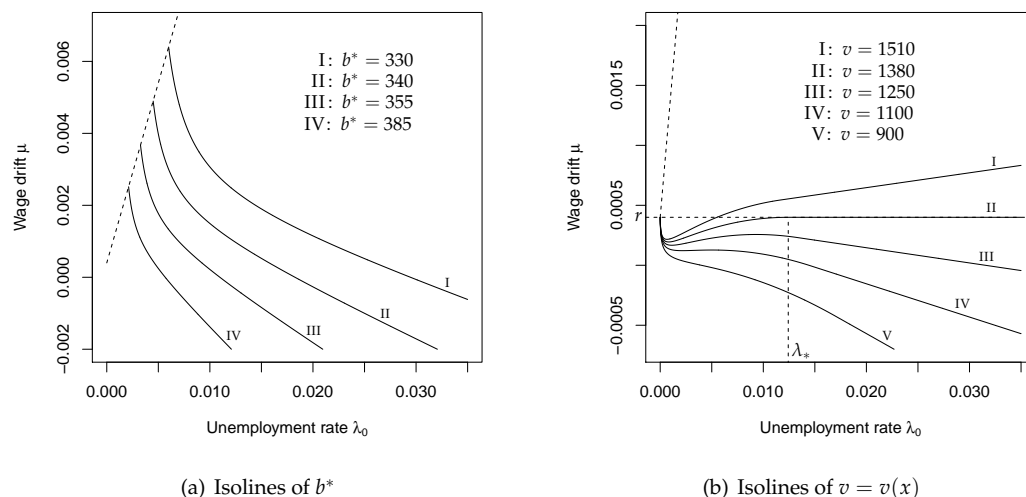 I: b* = 330
II: b* = 340
III: b* = 355
IV: b* = 385
I
II
III
IV
Wage drift μ
-0.002
0.000
0.002
0.004
0.006
0.000
0.010
0.020
0.030
Unemployment rate λ₀
(a) Isolines of b*
I: v = 1510
II: v = 1380
III: v = 1250
IV: v = 1100
V: v = 900
I
II
III
IV
V
r
λ*
Wage drift μ
−0.0005
0.0005
0.0015
0.000
0.010
0.020
0.030
Unemployment rate λ₀
(b) Isolines of v = v(x)